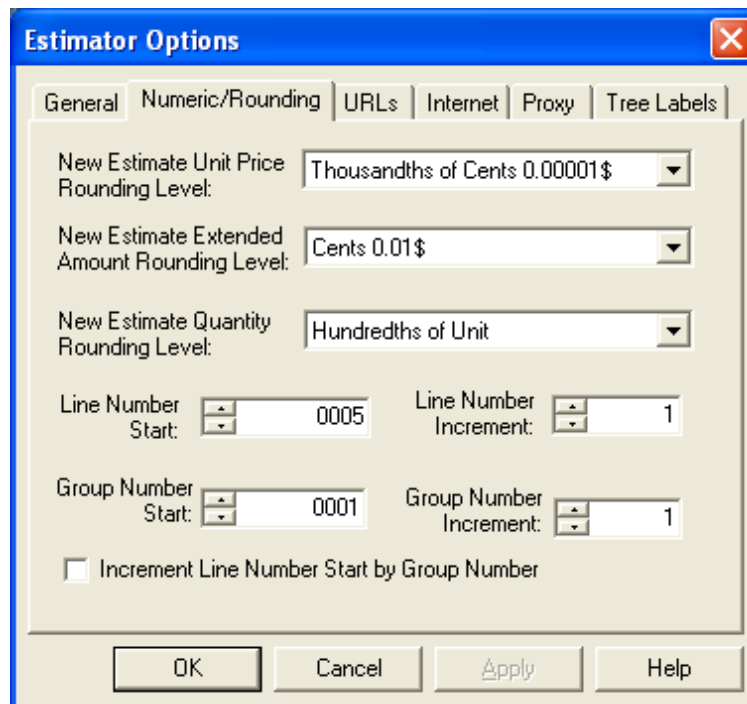 Estimator Options
General Numeric/Rounding URLs Internet Proxy Tree Labels
New Estimate Unit Price
Rounding Level:
Thousandths of Cents 0.00001$
New Estimate Extended
Amount Rounding Level:
Cents 0.01$
New Estimate Quantity
Rounding Level:
Hundredths of Unit
Line Number
Start:
0005
Line Number
Increment:
1
Group Number
Start:
0001
Group Number
Increment:
1
Increment Line Number Start by Group Number
OK Cancel Apply Help